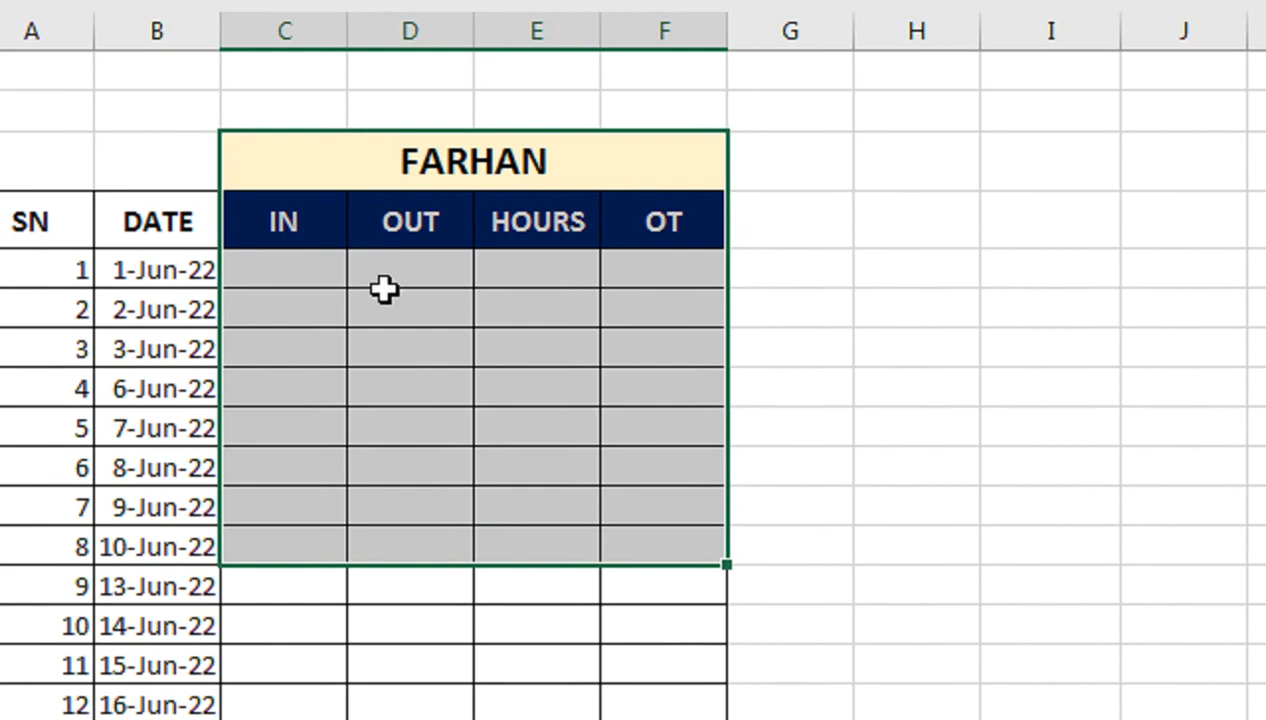 A B C D E F G H I J
FARHAN
SN DATE IN OUT HOURS OT
1 1-Jun-22
2 2-Jun-22
3 3-Jun-22
4 6-Jun-22
5 7-Jun-22
6 8-Jun-22
7 9-Jun-22
8 10-Jun-22
9 13-Jun-22
10 14-Jun-22
11 15-Jun-22
12 16-Jun-22